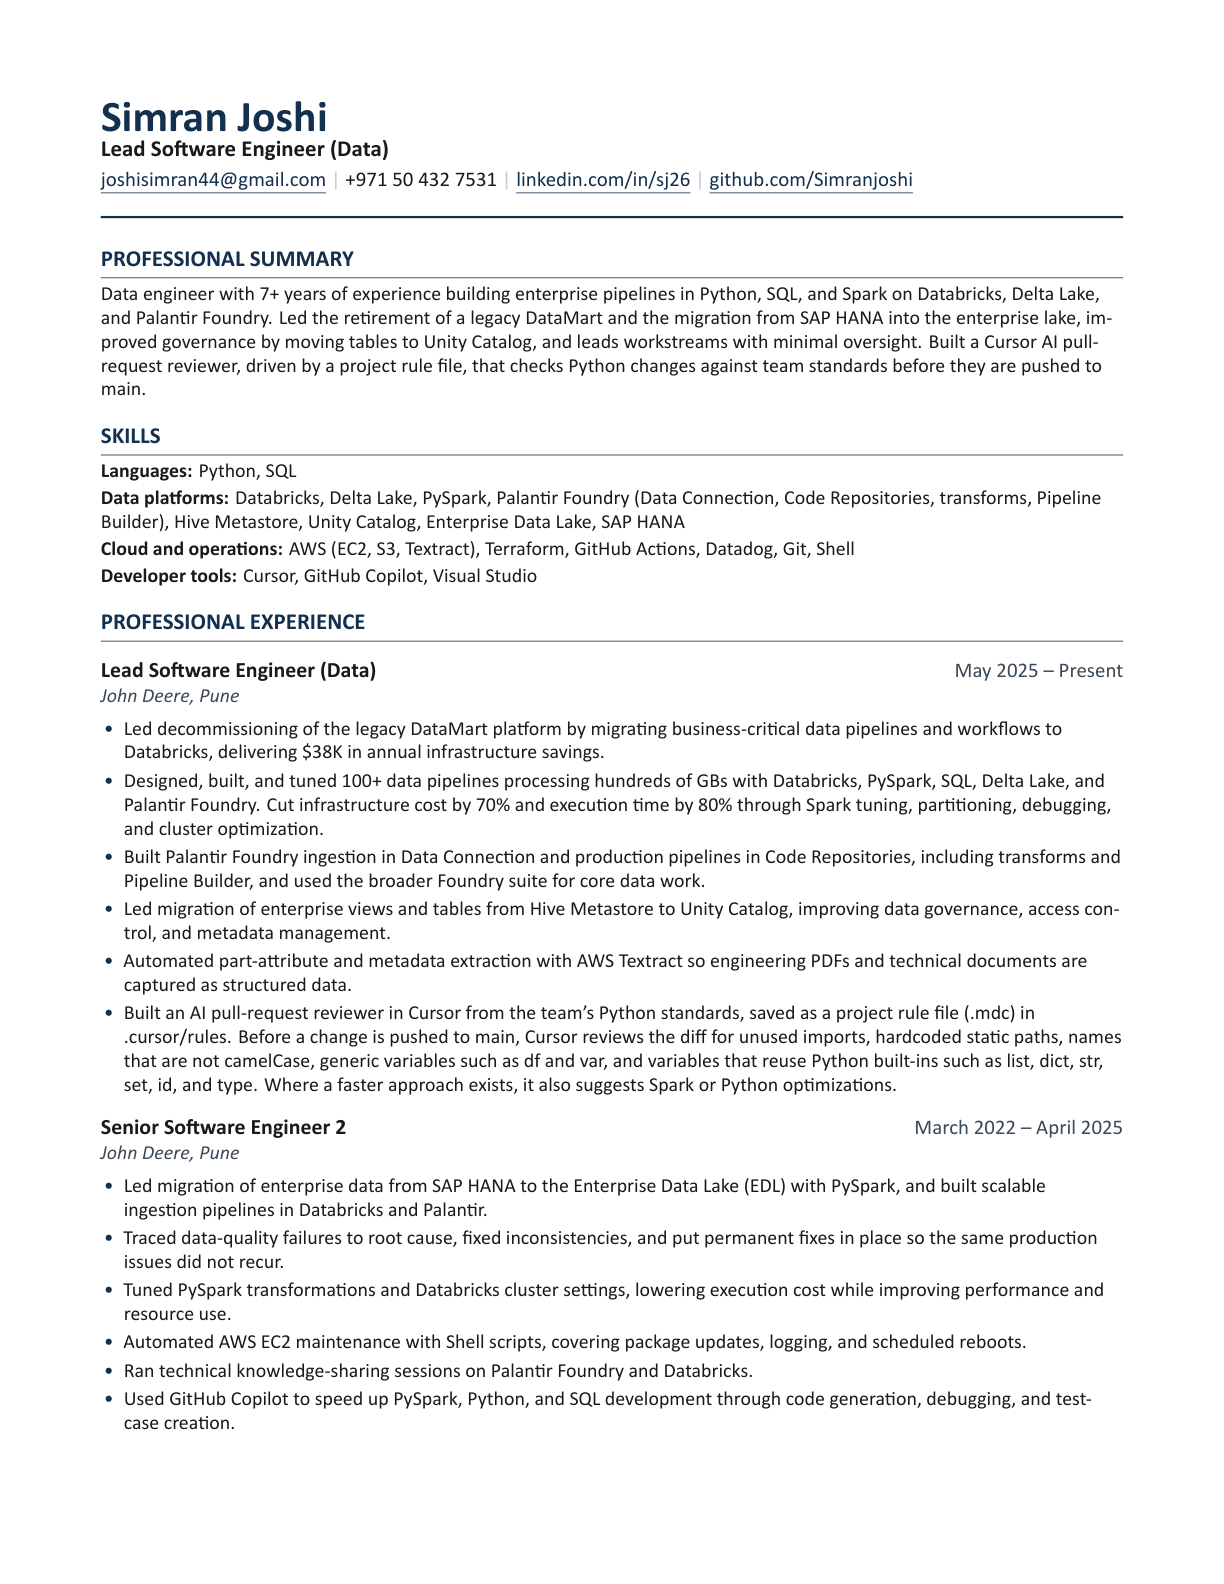 Simran Joshi
Lead Software Engineer (Data)
joshisimran44@gmail.com | +971 50 432 7531 | linkedin.com/in/sj26 | github.com/Simranjoshi
PROFESSIONAL SUMMARY
Data engineer with 7+ years of experience building enterprise pipelines in Python, SQL, and Spark on Databricks, Delta Lake,
and Palantir Foundry. Led the retirement of a legacy DataMart and the migration from SAP HANA into the enterprise lake, im-
proved governance by moving tables to Unity Catalog, and leads workstreams with minimal oversight. Built a Cursor AI pull-
request reviewer, driven by a project rule file, that checks Python changes against team standards before they are pushed to
main.
SKILLS
Languages: Python, SQL
Data platforms: Databricks, Delta Lake, PySpark, Palantir Foundry (Data Connection, Code Repositories, transforms, Pipeline
Builder), Hive Metastore, Unity Catalog, Enterprise Data Lake, SAP HANA
Cloud and operations: AWS (EC2, S3, Textract), Terraform, GitHub Actions, Datadog, Git, Shell
Developer tools: Cursor, GitHub Copilot, Visual Studio
PROFESSIONAL EXPERIENCE
Lead Software Engineer (Data) May 2025 – Present
John Deere, Pune
• Led decommissioning of the legacy DataMart platform by migrating business-critical data pipelines and workflows to
Databricks, delivering $38K in annual infrastructure savings.
• Designed, built, and tuned 100+ data pipelines processing hundreds of GBs with Databricks, PySpark, SQL, Delta Lake, and
Palantir Foundry. Cut infrastructure cost by 70% and execution time by 80% through Spark tuning, partitioning, debugging,
and cluster optimization.
• Built Palantir Foundry ingestion in Data Connection and production pipelines in Code Repositories, including transforms and
Pipeline Builder, and used the broader Foundry suite for core data work.
• Led migration of enterprise views and tables from Hive Metastore to Unity Catalog, improving data governance, access con-
trol, and metadata management.
• Automated part-attribute and metadata extraction with AWS Textract so engineering PDFs and technical documents are
captured as structured data.
• Built an AI pull-request reviewer in Cursor from the team’s Python standards, saved as a project rule file (.mdc) in
.cursor/rules. Before a change is pushed to main, Cursor reviews the diff for unused imports, hardcoded static paths, names
that are not camelCase, generic variables such as df and var, and variables that reuse Python built-ins such as list, dict, str,
set, id, and type. Where a faster approach exists, it also suggests Spark or Python optimizations.
Senior Software Engineer 2 March 2022 – April 2025
John Deere, Pune
• Led migration of enterprise data from SAP HANA to the Enterprise Data Lake (EDL) with PySpark, and built scalable
ingestion pipelines in Databricks and Palantir.
• Traced data-quality failures to root cause, fixed inconsistencies, and put permanent fixes in place so the same production
issues did not recur.
• Tuned PySpark transformations and Databricks cluster settings, lowering execution cost while improving performance and
resource use.
• Automated AWS EC2 maintenance with Shell scripts, covering package updates, logging, and scheduled reboots.
• Ran technical knowledge-sharing sessions on Palantir Foundry and Databricks.
• Used GitHub Copilot to speed up PySpark, Python, and SQL development through code generation, debugging, and test-
case creation.